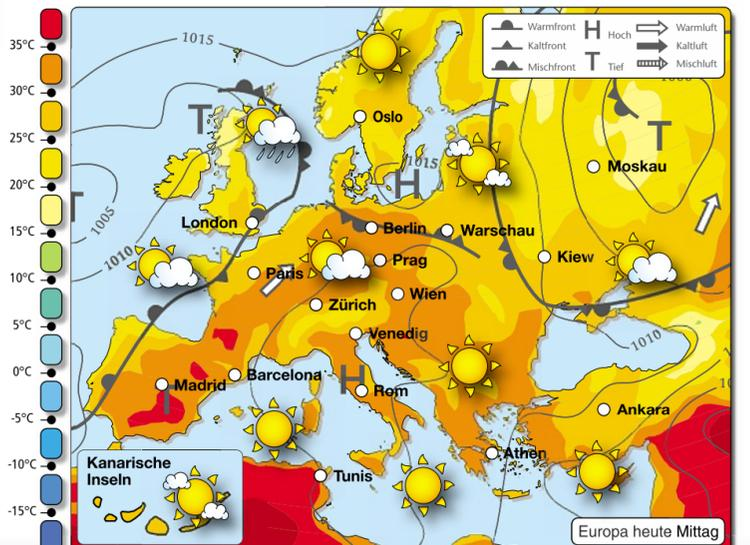 35°C
30°C
25°C
20°C
15°C
10°C
5°C
0°C
-5°C
-10°C
-15°C
1015
Warmfront
Kaltfront
Mischfront
H Hoch
T Tief
Warmluft
Kaltluft
Mischluft
T
Oslo
T
Moskau
1015
H
T
1005
London
Berlin
Warschau
1010
Paris
Prag
Kiew
Wien
Zürich
Venedig
1010
Barcelona
Madrid
T
H
Rom
Ankara
Athen
Tunis
Kanarische
Inseln
Europa heute Mittag